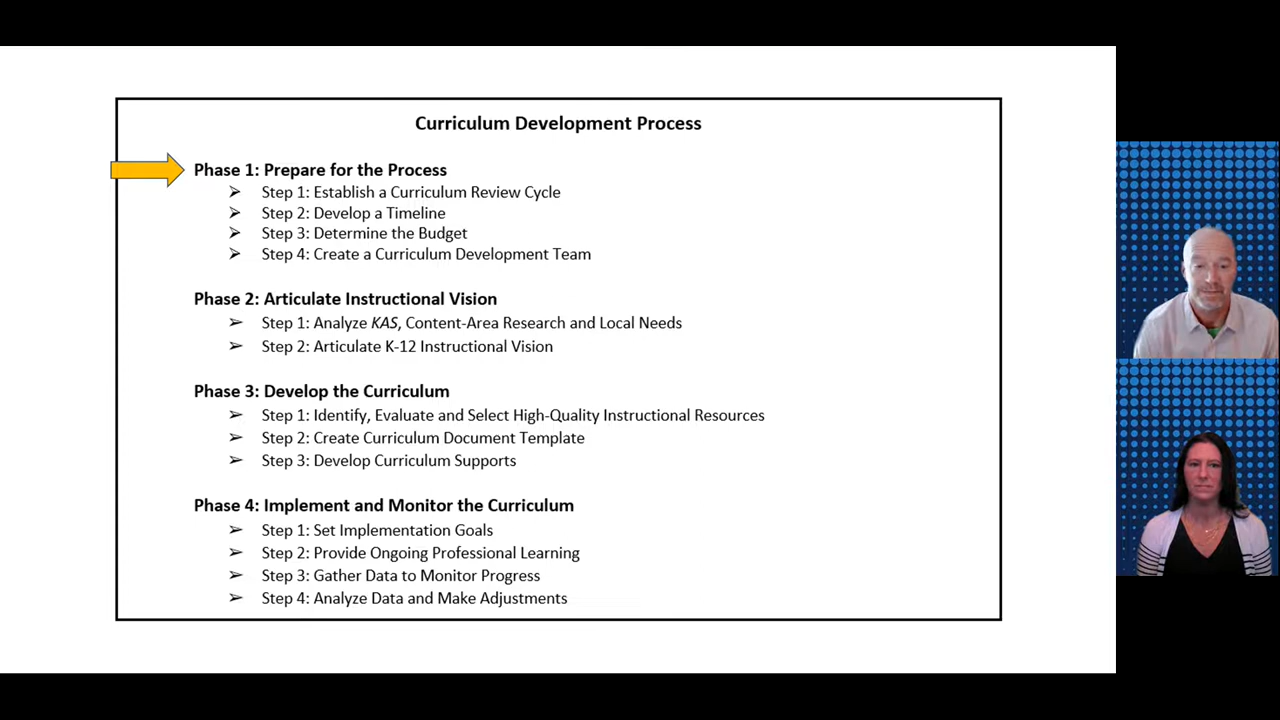 Curriculum Development Process
Phase 1: Prepare for the Process
Step 1: Establish a Curriculum Review Cycle
Step 2: Develop a Timeline
Step 3: Determine the Budget
Step 4: Create a Curriculum Development Team
Phase 2: Articulate Instructional Vision
Step 1: Analyze KAS, Content-Area Research and Local Needs
Step 2: Articulate K-12 Instructional Vision
Phase 3: Develop the Curriculum
Step 1: Identify, Evaluate and Select High-Quality Instructional Resources
Step 2: Create Curriculum Document Template
Step 3: Develop Curriculum Supports
Phase 4: Implement and Monitor the Curriculum
Step 1: Set Implementation Goals
Step 2: Provide Ongoing Professional Learning
Step 3: Gather Data to Monitor Progress
Step 4: Analyze Data and Make Adjustments